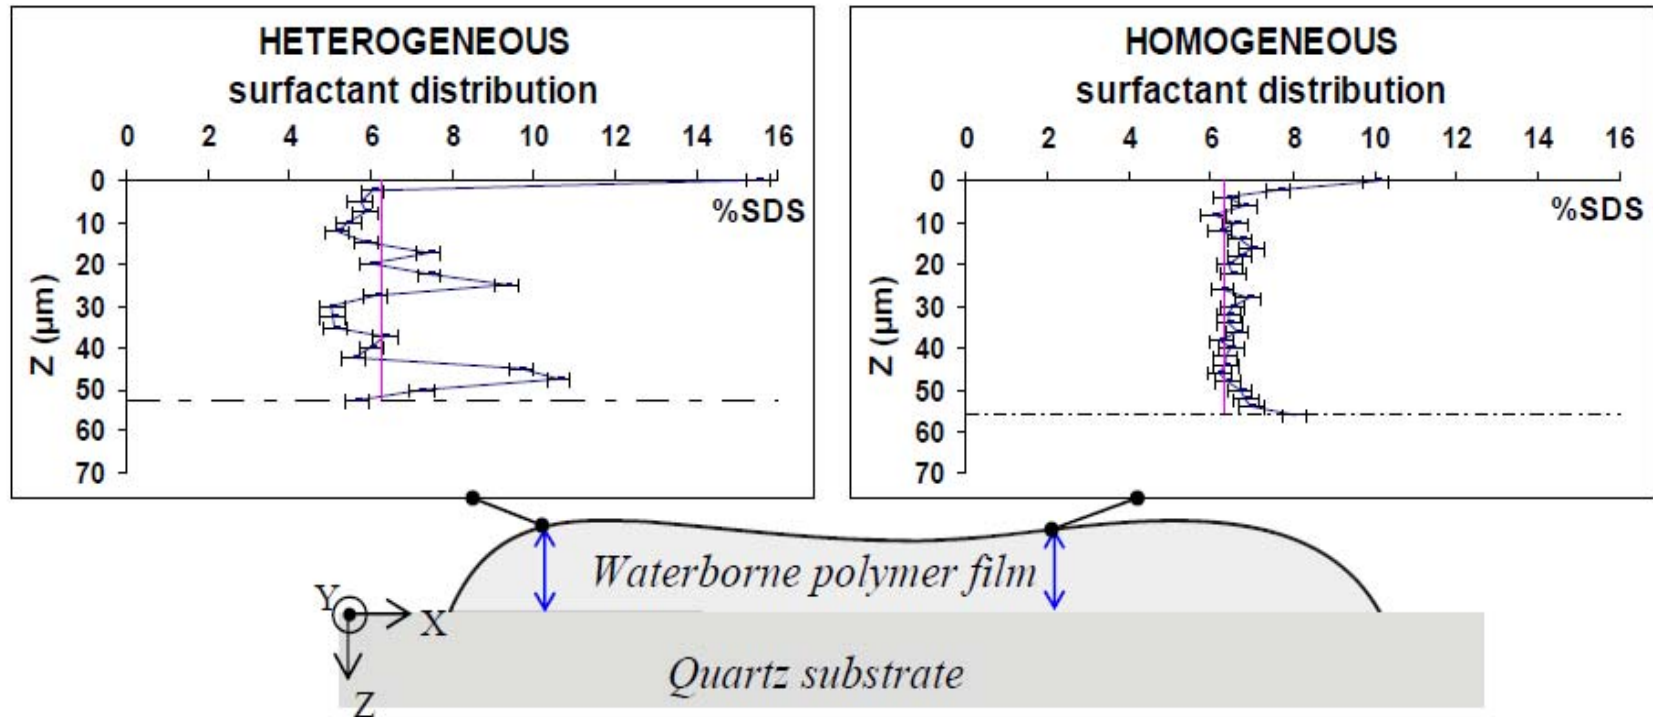 HETEROGENEOUS
surfactant distribution
0 2 4 6 8 10 12 14 16
%SDS
Z (µm)
0
10
20
30
40
50
60
70
HOMOGENEOUS
surfactant distribution
0 2 4 6 8 10 12 14 16
%SDS
Z (µm)
0
10
20
30
40
50
60
70
Waterborne polymer film
Y
X
Z
Quartz substrate